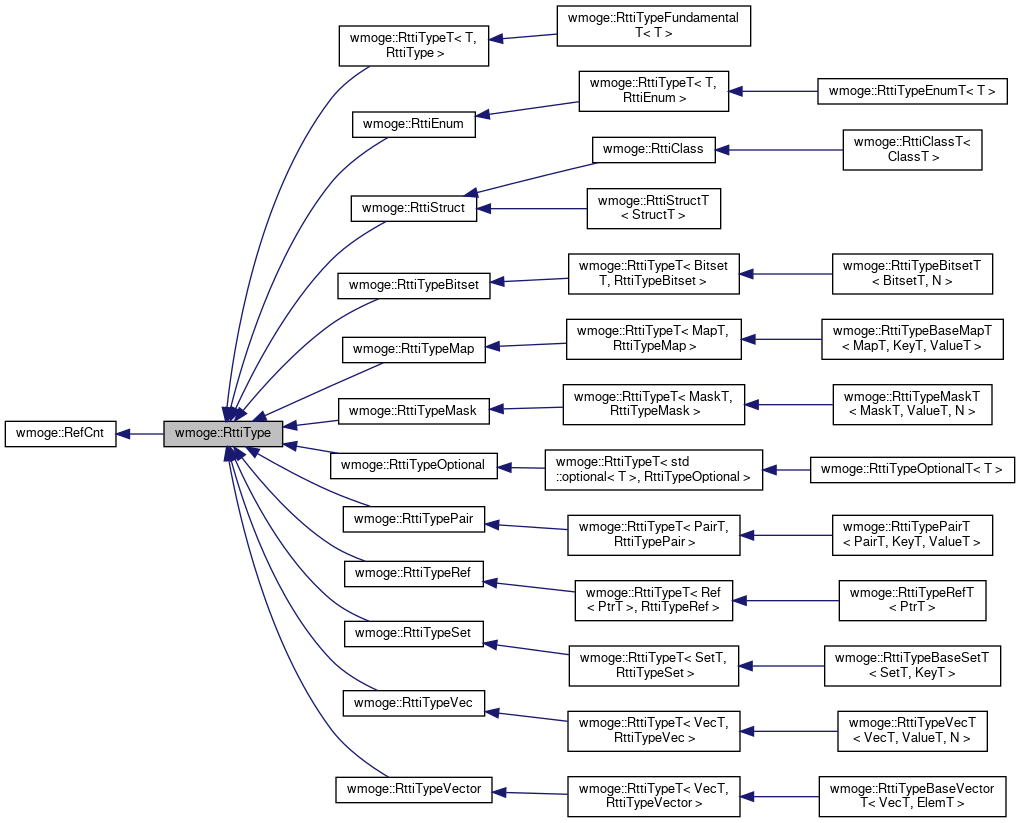 wmoge::RefCnt
wmoge::RttiType
wmoge::RttiTypeT< T,
RttiType >
wmoge::RttiTypeFundamental
T< T >
wmoge::RttiEnum
wmoge::RttiTypeT< T,
RttiEnum >
wmoge::RttiTypeEnumT< T >
wmoge::RttiStruct
wmoge::RttiClass
wmoge::RttiClassT<
ClassT >
wmoge::RttiStructT
< StructT >
wmoge::RttiTypeBitset
wmoge::RttiTypeT< Bitset
T, RttiTypeBitset >
wmoge::RttiTypeBitsetT
< BitsetT, N >
wmoge::RttiTypeMap
wmoge::RttiTypeT< MapT,
RttiTypeMap >
wmoge::RttiTypeBaseMapT
< MapT, KeyT, ValueT >
wmoge::RttiTypeMask
wmoge::RttiTypeT< MaskT,
RttiTypeMask >
wmoge::RttiTypeMaskT
< MaskT, ValueT, N >
wmoge::RttiTypeOptional
wmoge::RttiTypeT< std
::optional< T >, RttiTypeOptional >
wmoge::RttiTypeOptionalT< T >
wmoge::RttiTypePair
wmoge::RttiTypeT< PairT,
RttiTypePair >
wmoge::RttiTypePairT
< PairT, KeyT, ValueT >
wmoge::RttiTypeRef
wmoge::RttiTypeT< Ref
< PtrT >, RttiTypeRef >
wmoge::RttiTypeRefT
< PtrT >
wmoge::RttiTypeSet
wmoge::RttiTypeT< SetT,
RttiTypeSet >
wmoge::RttiTypeBaseSetT
< SetT, KeyT >
wmoge::RttiTypeVec
wmoge::RttiTypeT< VecT,
RttiTypeVec >
wmoge::RttiTypeVecT
< VecT, ValueT, N >
wmoge::RttiTypeVector
wmoge::RttiTypeT< VecT,
RttiTypeVector >
wmoge::RttiTypeBaseVector
T< VecT, ElemT >